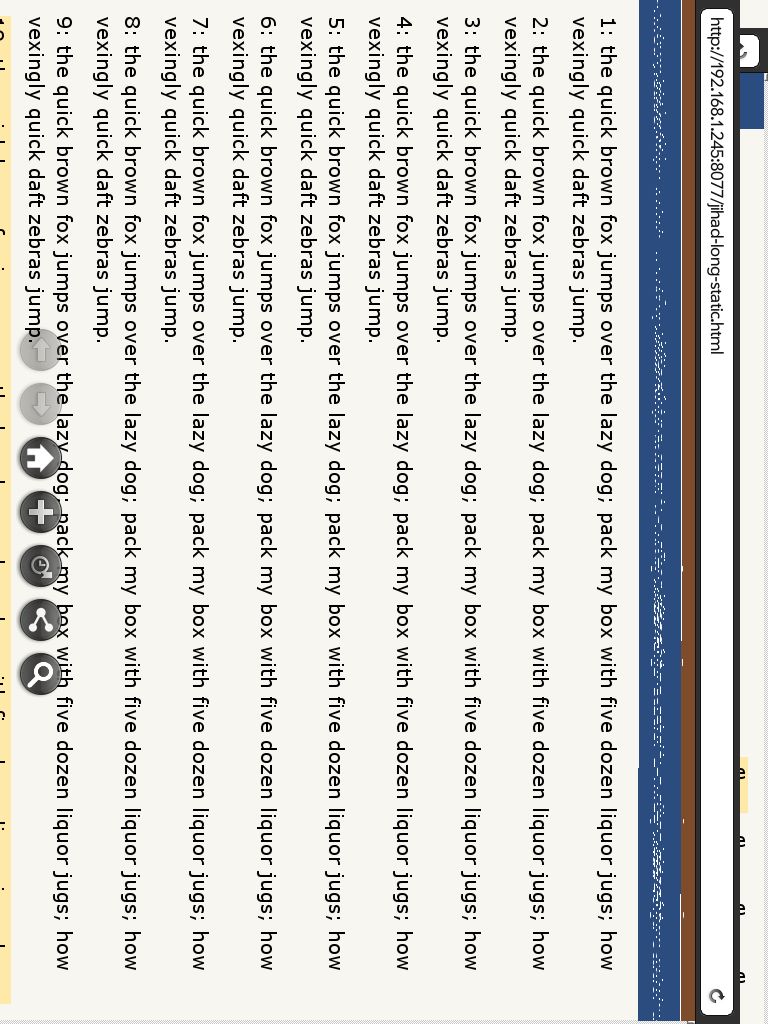 http://192.168.1.245:8077/jihad-long-static.html
1: the quick brown fox jumps over the lazy dog; pack my box with five dozen liquor jugs; how
vexingly quick daft zebras jump.
2: the quick brown fox jumps over the lazy dog; pack my box with five dozen liquor jugs; how
vexingly quick daft zebras jump.
3: the quick brown fox jumps over the lazy dog; pack my box with five dozen liquor jugs; how
vexingly quick daft zebras jump.
4: the quick brown fox jumps over the lazy dog; pack my box with five dozen liquor jugs; how
vexingly quick daft zebras jump.
5: the quick brown fox jumps over the lazy dog; pack my box with five dozen liquor jugs; how
vexingly quick daft zebras jump.
6: the quick brown fox jumps over the lazy dog; pack my box with five dozen liquor jugs; how
vexingly quick daft zebras jump.
7: the quick brown fox jumps over the lazy dog; pack my box with five dozen liquor jugs; how
vexingly quick daft zebras jump.
8: the quick brown fox jumps over the lazy dog; pack my box with five dozen liquor jugs; how
vexingly quick daft zebras jump.
9: the quick brown fox jumps over the lazy dog; pack my box with five dozen liquor jugs; how
vexingly quick daft zebras jump.